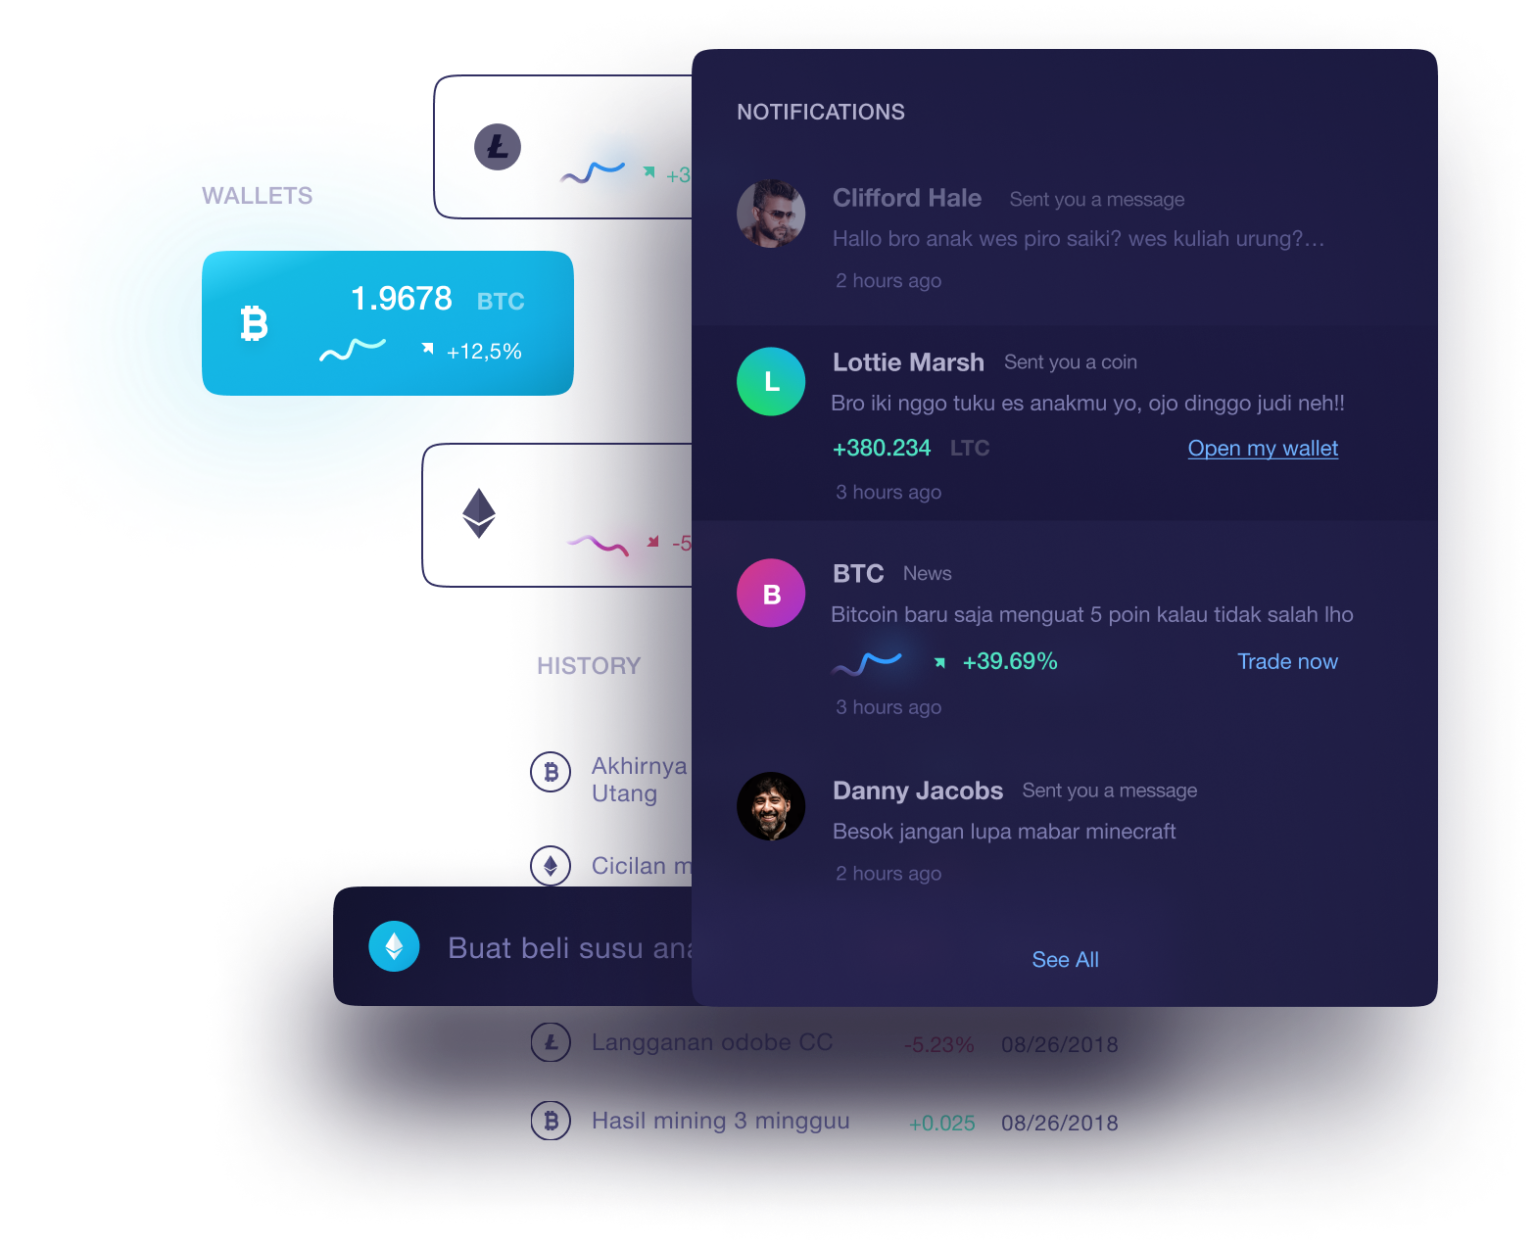 WALLETS
+3
1.9678 BTC
+12,5%
-5
HISTORY
Akhirnya
Utang
Cicilan m
Buat beli susu ana
Langganan odobe CC -5.23% 08/26/2018
Hasil mining 3 mingguu +0.025 08/26/2018
NOTIFICATIONS
Clifford Hale Sent you a message
Hallo bro anak wes piro saiki? wes kuliah urung?...
2 hours ago
L
Lottie Marsh Sent you a coin
Bro iki nggo tuku es anakmu yo, ojo dinggo judi neh!!
+380.234 LTC Open my wallet
3 hours ago
B
BTC News
Bitcoin baru saja menguat 5 poin kalau tidak salah lho
+39.69% Trade now
3 hours ago
Danny Jacobs Sent you a message
Besok jangan lupa mabar minecraft
2 hours ago
See All